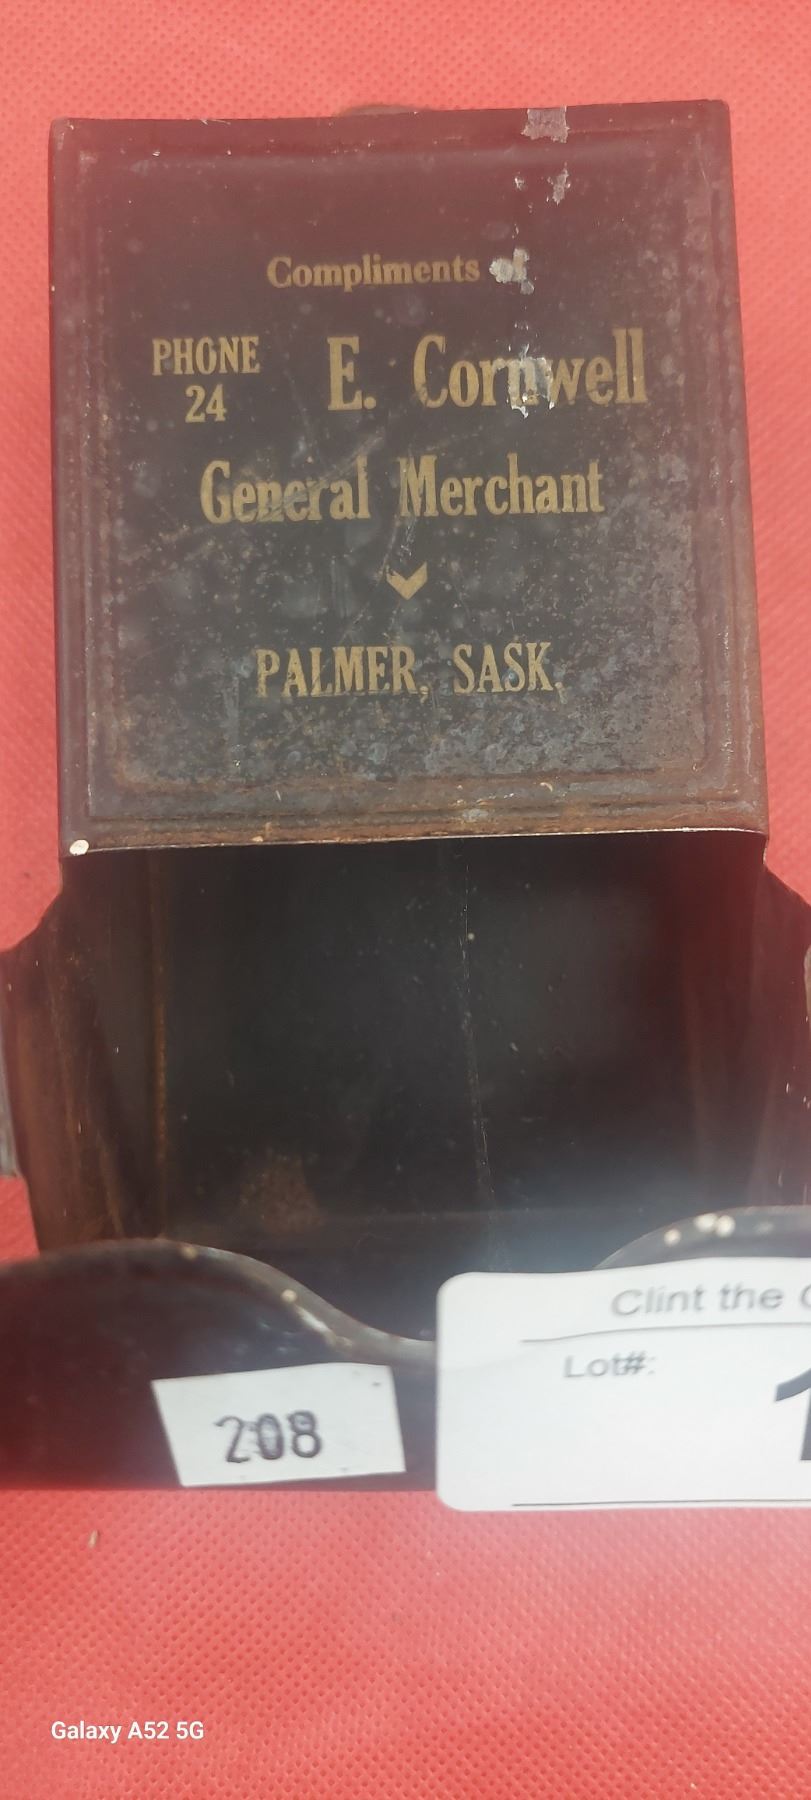 Compliments of
PHONE 24 E. Cornwell
General Merchant
PALMER, SASK.
Clint the
Lot#:
208
Galaxy A52 5G